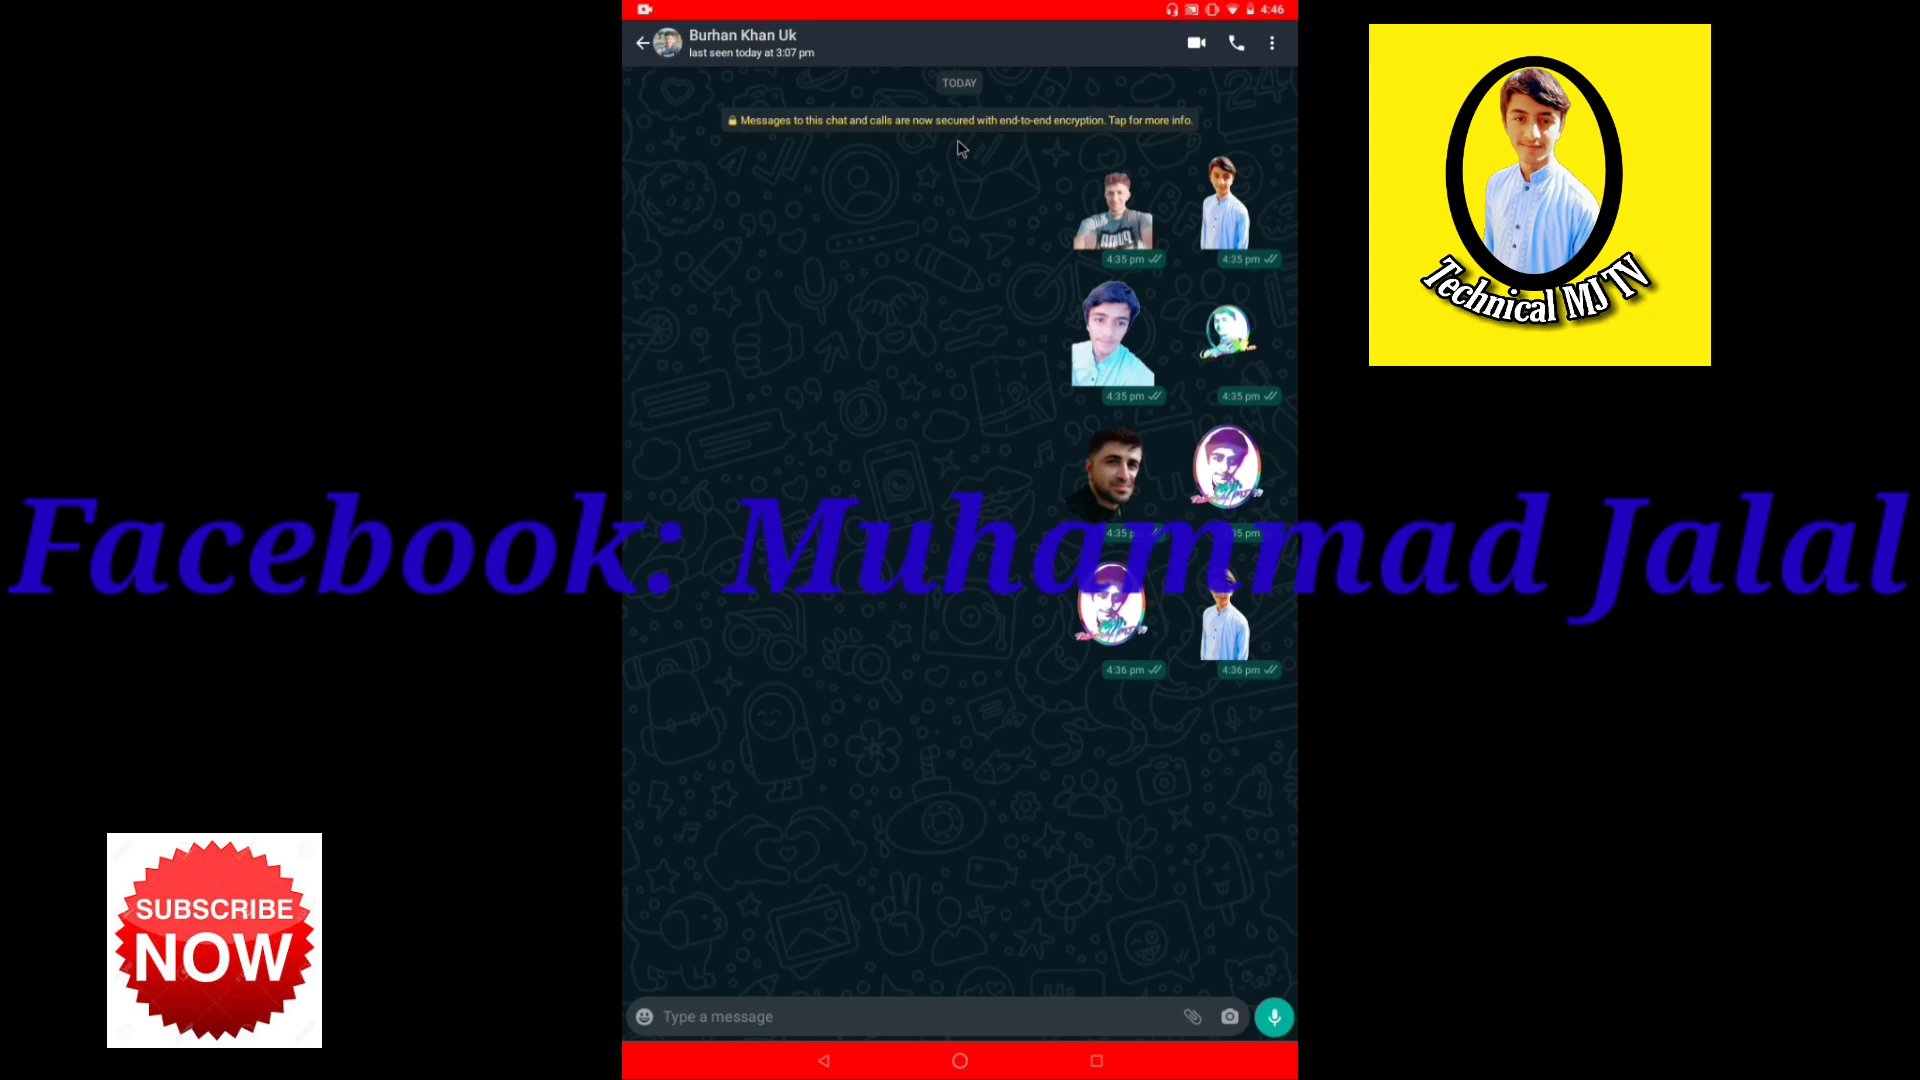 4:46
Burhan Khan Uk
last seen today at 3:07 pm
TODAY
Messages to this chat and calls are now secured with end-to-end encryption. Tap for more info.
4:35 pm
4:35 pm
Technical MJ TV
4:35 pm
4:35 pm
4:35
Facebook: Muhammad Jalal
4:36 pm
4:36 pm
SUBSCRIBE
NOW
Type a message